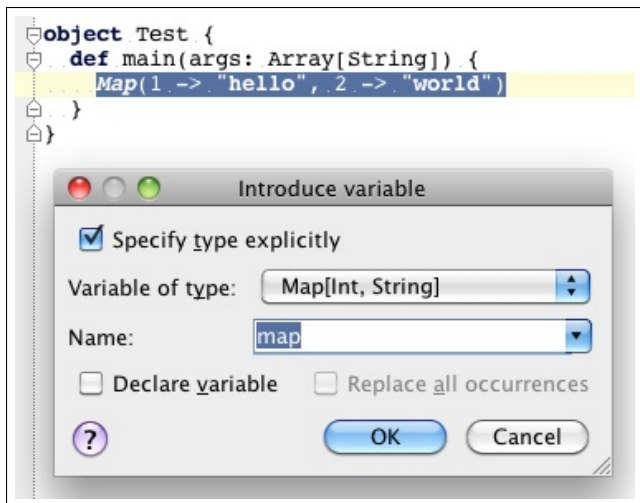 object Test {
def main(args: Array[String]) {
Map(1 -> "hello", 2 -> "world")
}
}
Introduce variable
Specify type explicitly
Variable of type: Map[Int, String]
Name: map
Declare variable Replace all occurrences
? OK Cancel